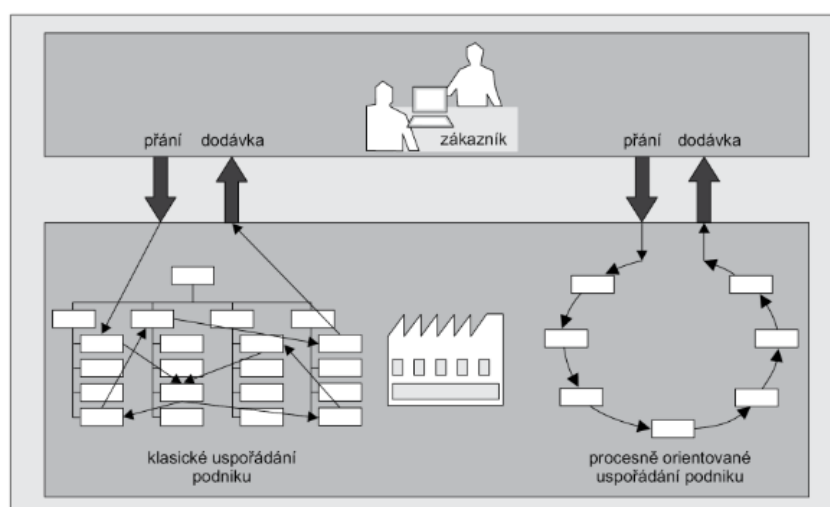 přání dodávka
zákazník
přání dodávka
klasické uspořádání
podniku
procesně orientované
uspořádání podniku